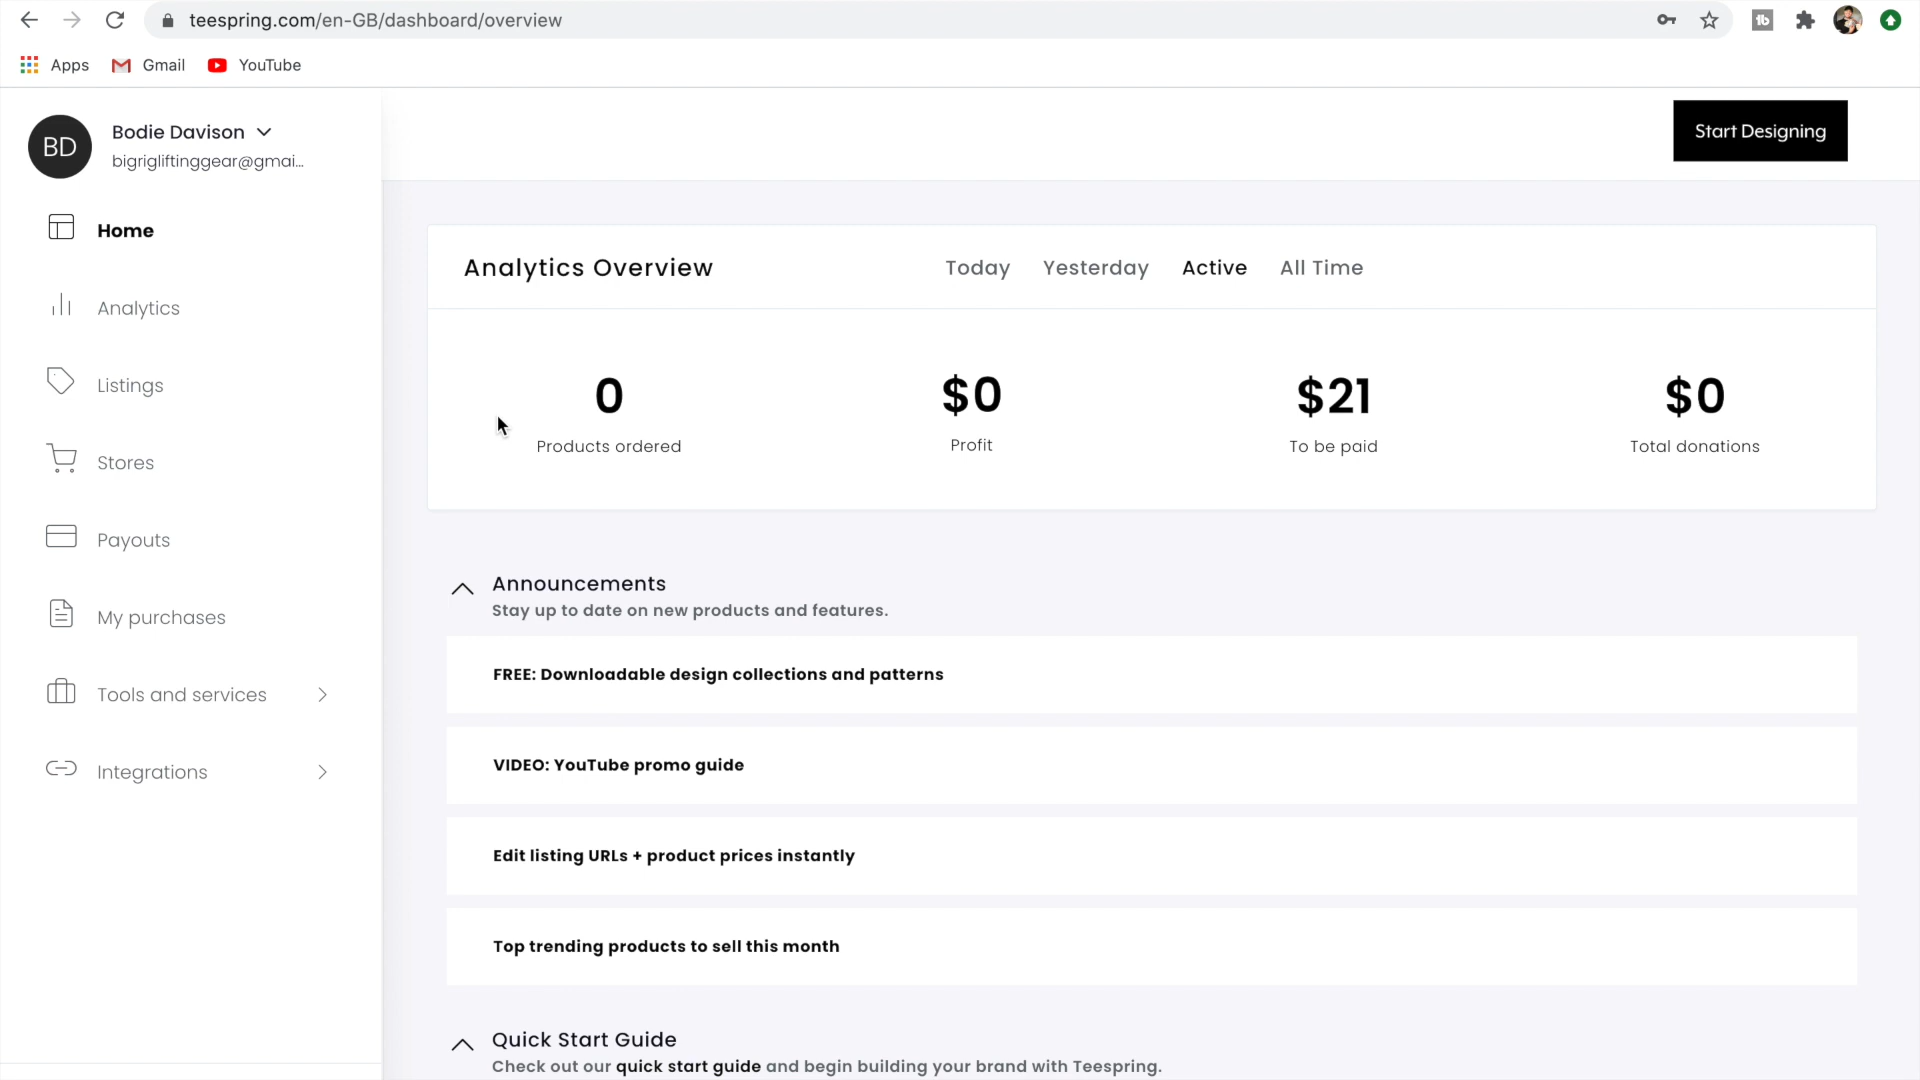 teespring.com/en-GB/dashboard/overview
Apps
Gmail
YouTube
BD
Bodie Davison
bigrigliftinggear@gmai...
Start Designing
Home
Analytics
Listings
Stores
Payouts
My purchases
Tools and services
Integrations
Analytics Overview
Today
Yesterday
Active
All Time
0
Products ordered
$0
Profit
$21
To be paid
$0
Total donations
Announcements
Stay up to date on new products and features.
FREE: Downloadable design collections and patterns
VIDEO: YouTube promo guide
Edit listing URLs + product prices instantly
Top trending products to sell this month
Quick Start Guide
Check out our quick start guide and begin building your brand with Teespring.